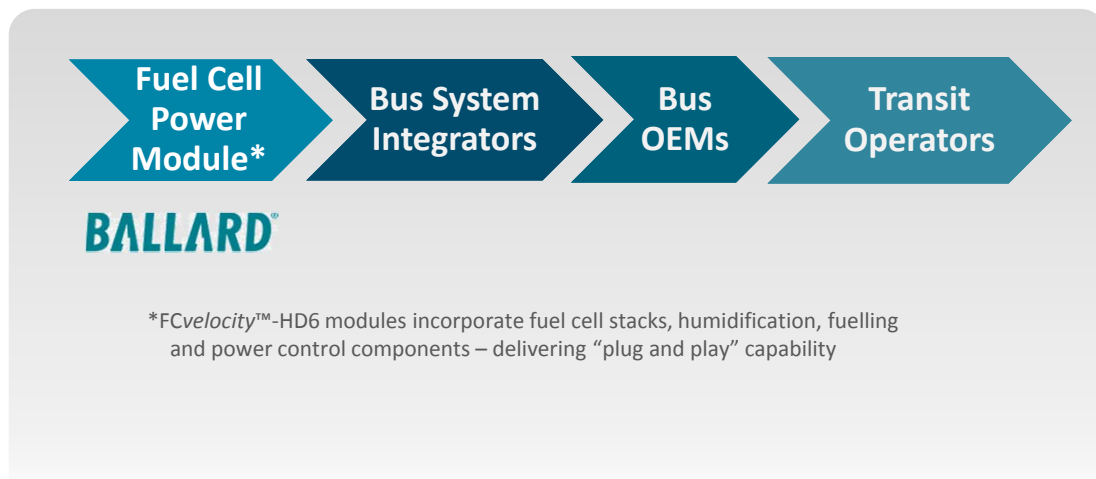 Fuel Cell
Power
Module*
Bus System
Integrators
Bus
OEMs
Transit
Operators
BALLARD®
*FCvelocity™-HD6 modules incorporate fuel cell stacks, humidification, fuelling
and power control components – delivering “plug and play” capability